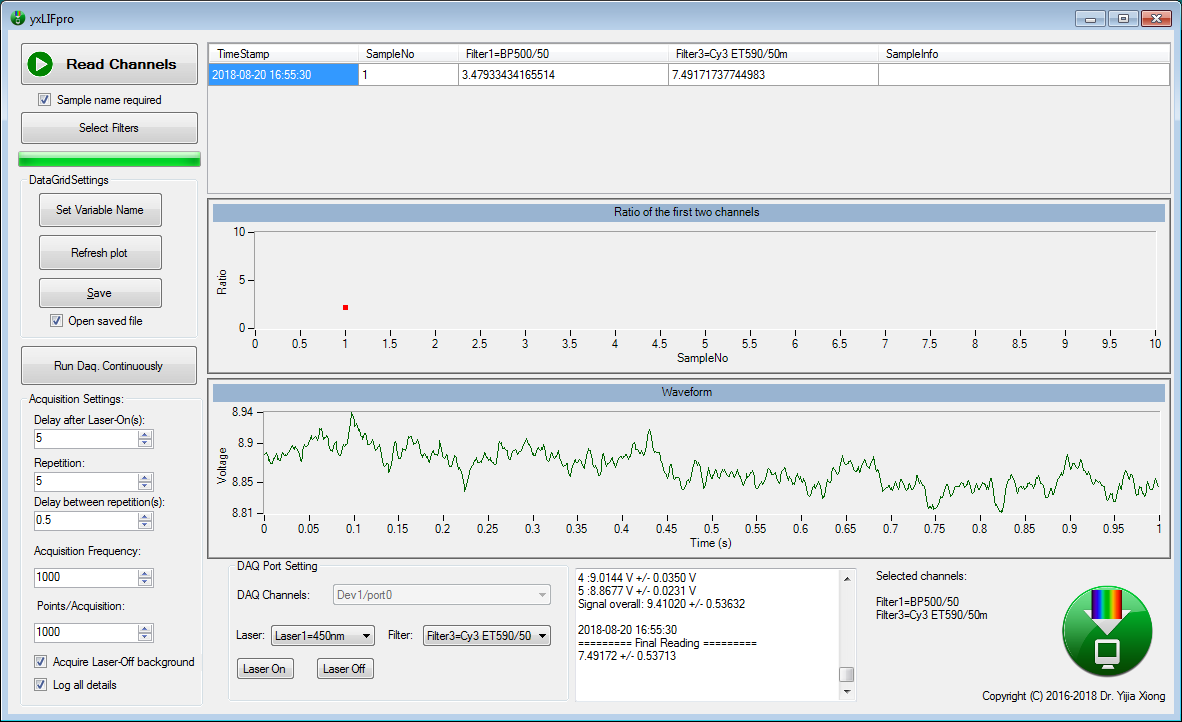 yxLIFpro
Read Channels
Sample name required
Select Filters
DataGridSettings
Set Variable Name
Refresh plot
Save
Open saved file
Run Daq. Continuously
Acquisition Settings:
Delay after Laser-On(s):
5
Repetition:
5
Delay between repetition(s):
0.5
Acquisition Frequency:
1000
Points/Acquisition:
1000
Acquire Laser-Off background
Log all details
TimeStamp SampleNo Filter1=BP500/50 Filter3=Cy3 ET590/50m SampleInfo
2018-08-20 16:55:30 1 3.47933434165514 7.49171737744983
Ratio of the first two channels
10
5
0
Ratio
0 0.5 1 1.5 2 2.5 3 3.5 4 4.5 5 5.5 6 6.5 7 7.5 8 8.5 9 9.5 10
SampleNo
Waveform
8.94
8.9
8.85
8.81
Voltage
0 0.05 0.1 0.15 0.2 0.25 0.3 0.35 0.4 0.45 0.5 0.55 0.6 0.65 0.7 0.75 0.8 0.85 0.9 0.95 1
Time (s)
DAQ Port Setting
DAQ Channels: Dev1/port0
Laser: Laser1=450nm Filter: Filter3=Cy3 ET590/50
Laser On Laser Off
4 :9.0144 V +/- 0.0350 V
5 :8.8677 V +/- 0.0231 V
Signal overall: 9.41020 +/- 0.53632
2018-08-20 16:55:30
========= Final Reading =========
7.49172 +/- 0.53713
Selected channels:
Filter1=BP500/50
Filter3=Cy3 ET590/50m
Copyright (C) 2016-2018 Dr. Yijia Xiong